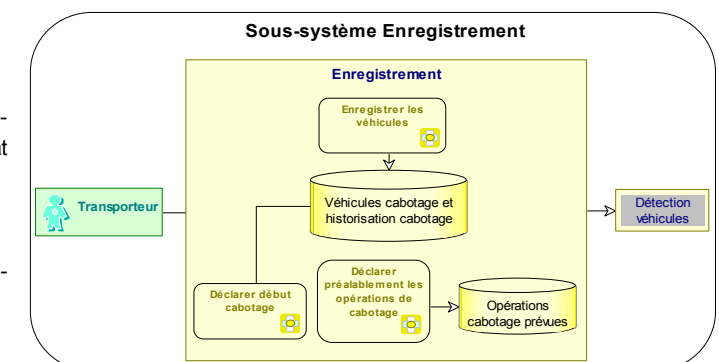 Sous-système Enregistrement
Enregistrement
Enregistrer les
véhicules
-
at
Transporteur
Véhicules cabotage et
historisation cabotage
Détection
véhicules
-
Déclarer début
cabotage
Déclarer
préalablement les
opérations de
cabotage
Opérations
cabotage prévues